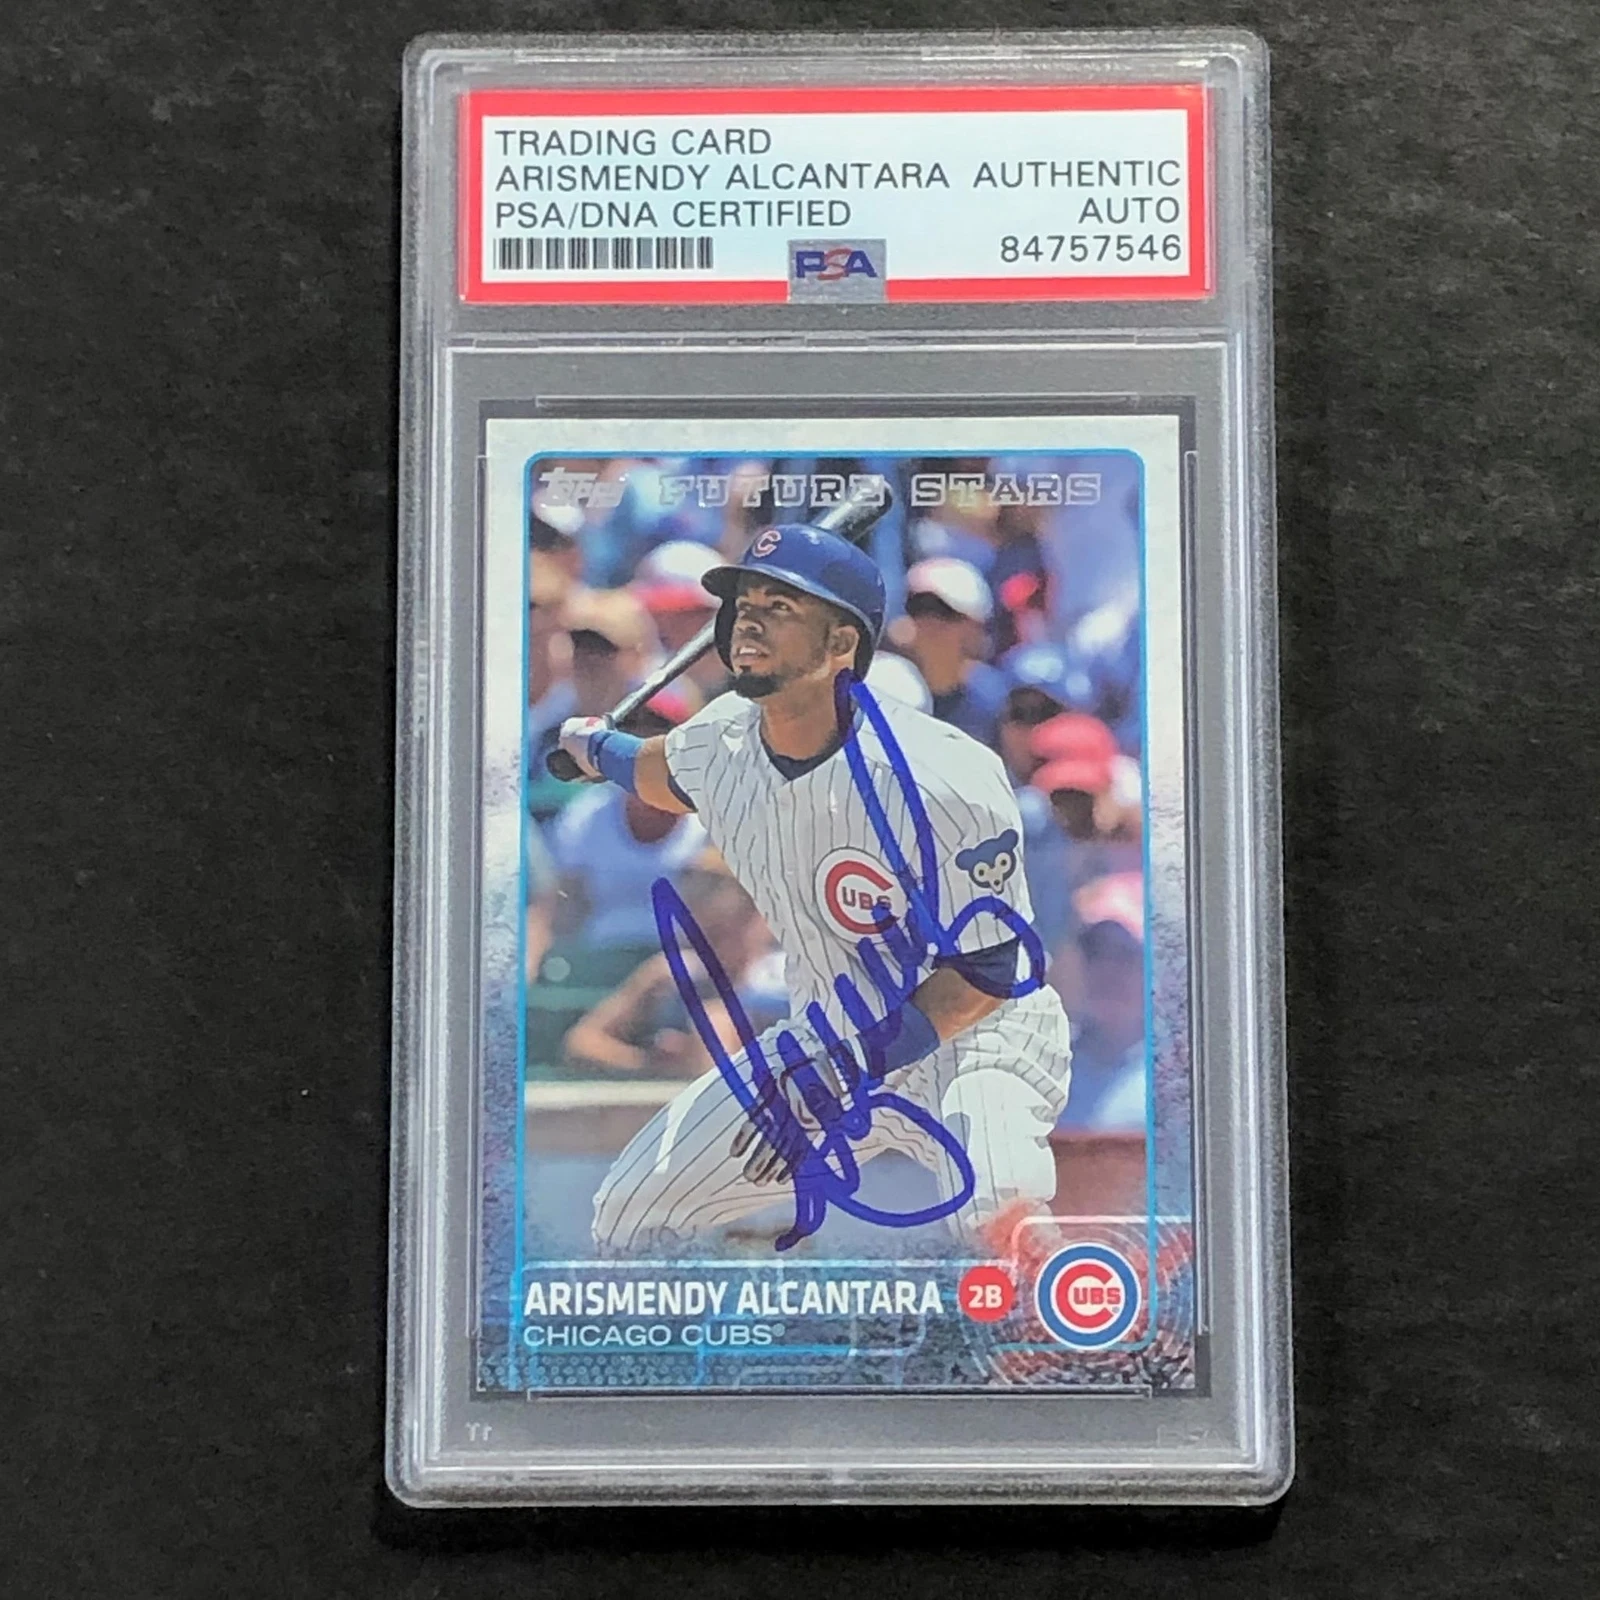 TRADING CARD
ARISMENDY ALCANTARA AUTHENTIC
PSA/DNA CERTIFIED AUTO
84757546
PSA
Topps FUTURE STARS
C
CUBS
ARISMENDY ALCANTARA 2B
CHICAGO CUBS®
CUBS